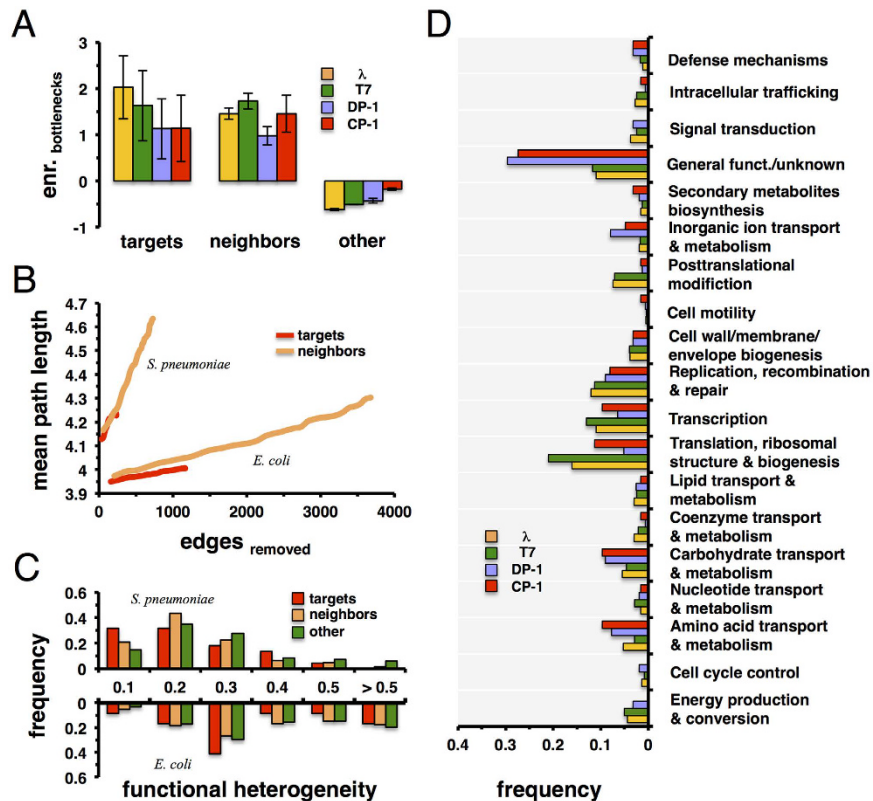 A
3
2
1
0
-1
enr. bottlenecks
λ
T7
DP-1
CP-1
targets
neighbors
other
B
4.7
4.6
4.5
4.4
4.3
4.2
4.1
4
3.9
mean path length
targets
neighbors
S. pneumoniae
E. coli
0
1000
2000
3000
4000
edges removed
C
0.6
0.4
0.2
0
S. pneumoniae
targets
neighbors
other
0.1
0.2
0.3
0.4
0.5
> 0.5
frequency
0
0.2
0.4
0.6
E. coli
functional heterogeneity
D
Defense mechanisms
Intracellular trafficking
Signal transduction
General funct./unknown
Secondary metabolites
biosynthesis
Inorganic ion transport
& metabolism
Posttranslational
modifiction
Cell motility
Cell wall/membrane/
envelope biogenesis
Replication, recombination
& repair
Transcription
Translation, ribosomal
structure & biogenesis
Lipid transport &
metabolism
Coenzyme transport
& metabolism
Carbohydrate transport
& metabolism
Nucleotide transport
& metabolism
Amino acid transport
& metabolism
Cell cycle control
Energy production
& conversion
λ
T7
DP-1
CP-1
0.4
0.3
0.2
0.1
0
frequency